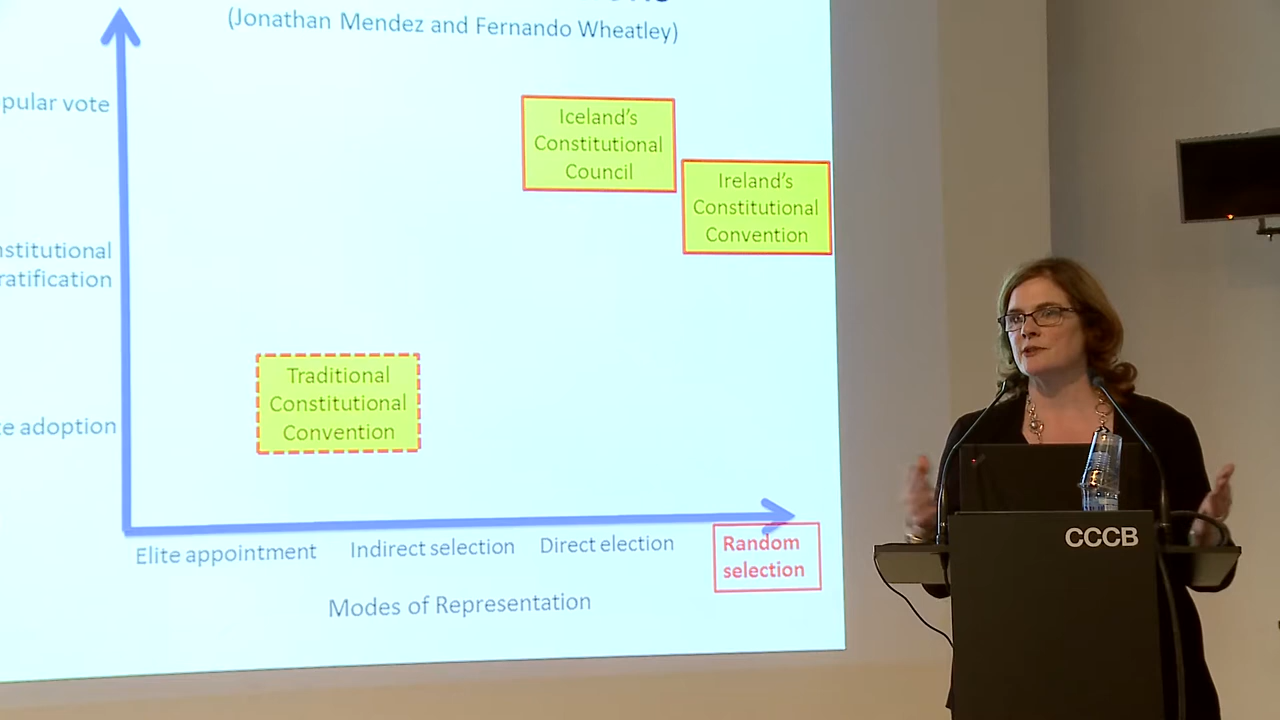 (Jonathan Mendez and Fernando Wheatley)
pular vote
Iceland's
Constitutional
Council
Ireland's
Constitutional
Convention
nstitutional
ratification
Traditional
Constitutional
Convention
te adoption
Elite appointment
Indirect selection
Direct election
Random
selection
Modes of Representation
CCCB